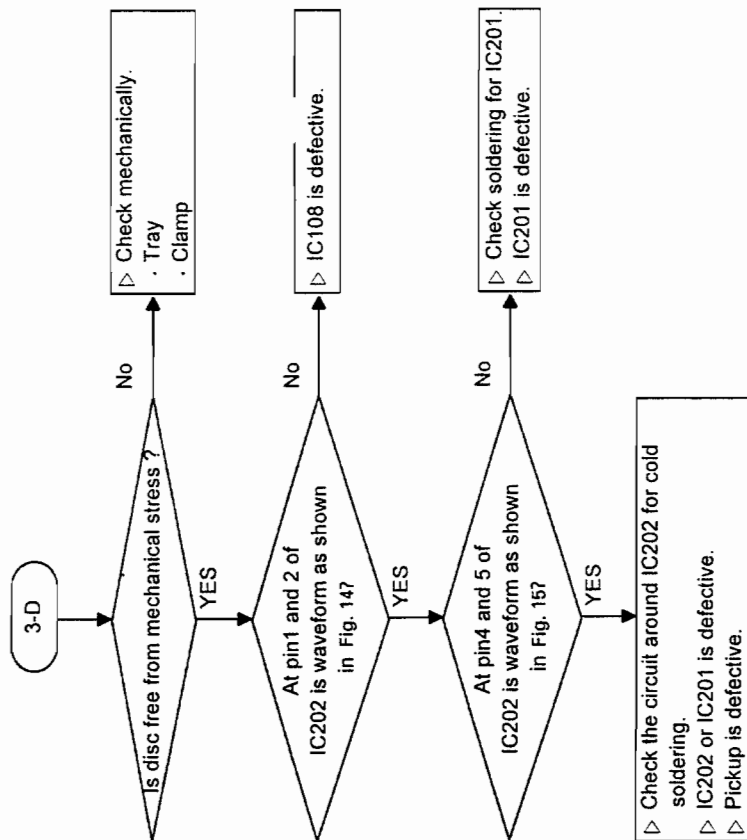 3-D
Is disc free from mechanical stress ?
No
▷ Check mechanically.
. Tray
. Clamp
YES
At pin1 and 2 of
IC202 is waveform as shown
in Fig. 14?
No
▷ IC108 is defective.
YES
At pin4 and 5 of
IC202 is waveform as shown
in Fig. 15?
No
▷ Check soldering for IC201.
▷ IC201 is defective.
YES
▷ Check the circuit around IC202 for cold
soldering.
▷ IC202 or IC201 is defective.
▷ Pickup is defective.